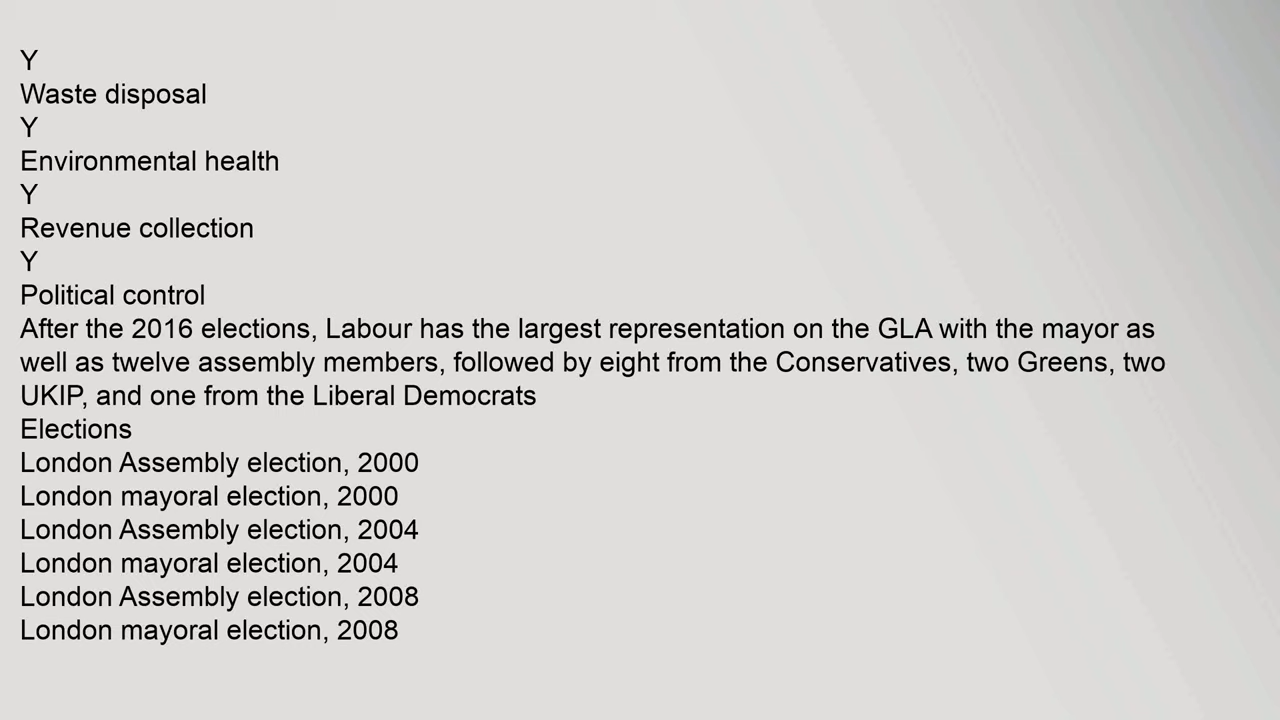 Y
Waste disposal
Y
Environmental health
Y
Revenue collection
Y
Political control
After the 2016 elections, Labour has the largest representation on the GLA with the mayor as
well as twelve assembly members, followed by eight from the Conservatives, two Greens, two
UKIP, and one from the Liberal Democrats
Elections
London Assembly election, 2000
London mayoral election, 2000
London Assembly election, 2004
London mayoral election, 2004
London Assembly election, 2008
London mayoral election, 2008